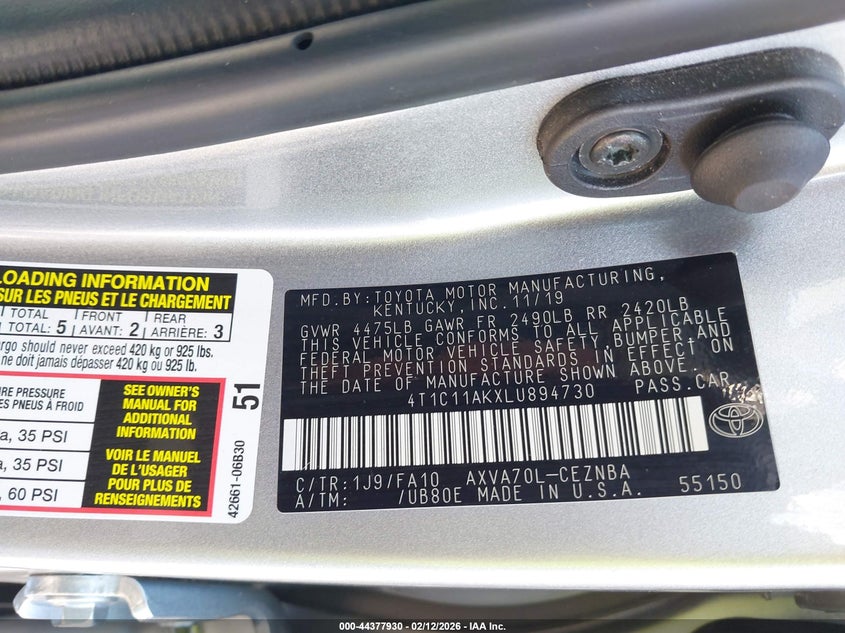 LOADING INFORMATION
SUR LES PNEUS ET LE CHARGEMENT
TOTAL FRONT REAR
TOTAL: 5 AVANT: 2 ARRIÈRE: 3
should never exceed 420 kg or 925 lbs.
ne doit jamais dépasser 420 kg ou 925 lb.
PRESSURE
PNEUS À FROID
35 PSI
35 PSI
60 PSI
SEE OWNER'S
MANUAL FOR
ADDITIONAL
INFORMATION
VOIR LE MANUEL
DE L'USAGER
POUR PLUS DE
RENSEIGNEMENTS
51
42661-06B30
MFD.BY:TOYOTA MOTOR MANUFACTURING,
KENTUCKY, INC. 11/19
GVWR 4475LB GAWR FR 2490LB RR 2420LB
THIS VEHICLE CONFORMS TO ALL APPLICABLE
FEDERAL MOTOR VEHICLE SAFETY, BUMPER, AND
THEFT PREVENTION STANDARDS IN EFFECT ON
THE DATE OF MANUFACTURE SHOWN ABOVE.
4T1C11AKXLU894730 PASS.CAR
C/TR:1J9/FA10 AXVA70L-CEZNBA
A/TM: /UB80E MADE IN U.S.A. 55150
000-44377930 - 02/12/2026 - IAA Inc.